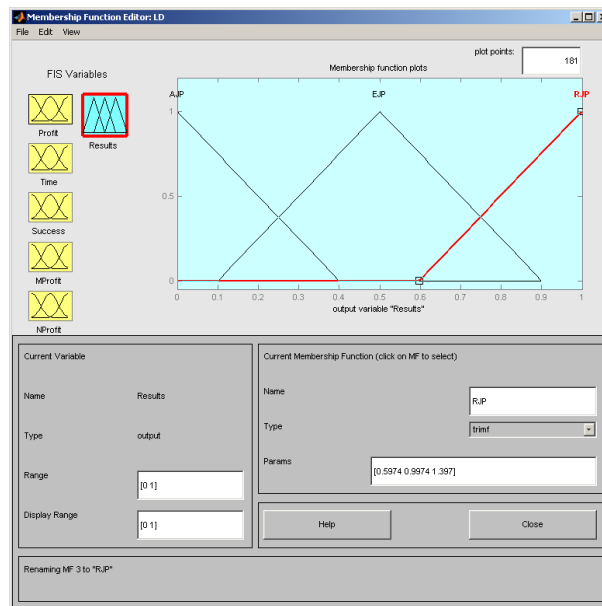 Membership Function Editor: LD
File Edit View
FIS Variables
Profit
Time
Success
MProfit
NProfit
Results
plot points:
181
Membership function plots
AJP EJP RJP
1
0.5
0
0 0.1 0.2 0.3 0.4 0.5 0.6 0.7 0.8 0.9 1
output variable "Results"
Current Variable
Name Results
Type output
Range [0 1]
Display Range [0 1]
Current Membership Function (click on MF to select)
Name RJP
Type trimf
Params [0.5974 0.9974 1.397]
Help Close
Renaming MF 3 to "RJP"